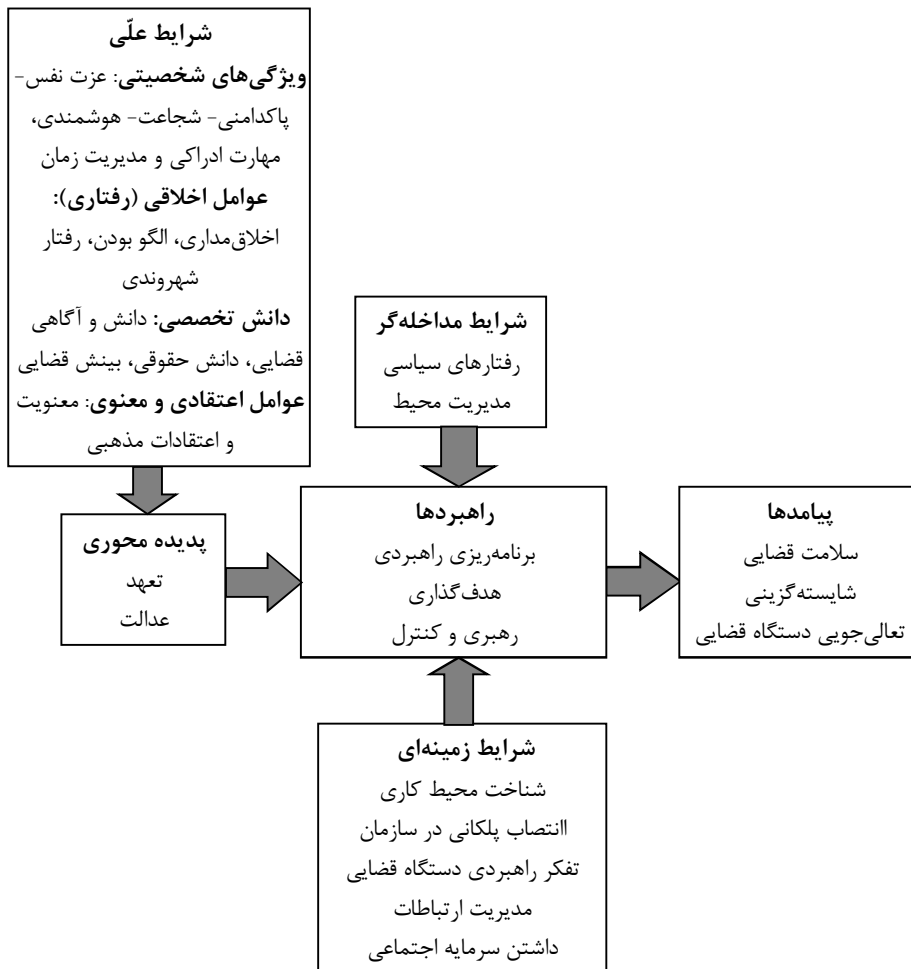 شرایط علّی
ویژگی‌های شخصیتی: عزت نفس-
پاکدامنی- شجاعت- هوشمندی،
مهارت ادراکی و مدیریت زمان
عوامل اخلاقی (رفتاری):
اخلاق‌مداری، الگو بودن، رفتار
شهروندی
دانش تخصصی: دانش و آگاهی
قضایی، دانش حقوقی، بینش قضایی
عوامل اعتقادی و معنوی: معنویت
و اعتقادات مذهبی
شرایط مداخله‌گر
رفتارهای سیاسی
مدیریت محیط
پدیده محوری
تعهد
عدالت
راهبردها
برنامه‌ریزی راهبردی
هدف‌گذاری
رهبری و کنترل
پیامدها
سلامت قضایی
شایسته‌گزینی
تعالی‌جویی دستگاه قضایی
شرایط زمینه‌ای
شناخت محیط کاری
اانتصاب پلکانی در سازمان
تفکر راهبردی دستگاه قضایی
مدیریت ارتباطات
داشتن سرمایه اجتماعی